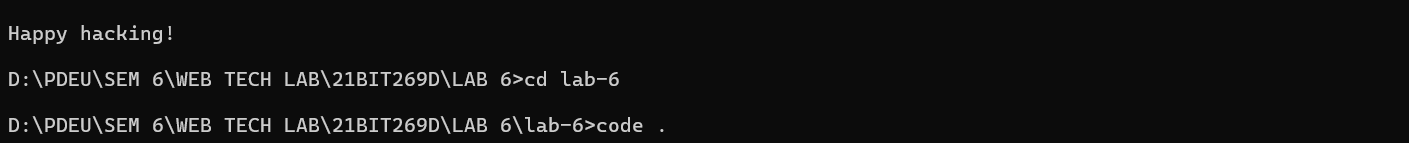 Happy hacking!
D:\PDEU\SEM 6\WEB TECH LAB\21BIT269D\LAB 6>cd lab-6
D:\PDEU\SEM 6\WEB TECH LAB\21BIT269D\LAB 6\lab-6>code .